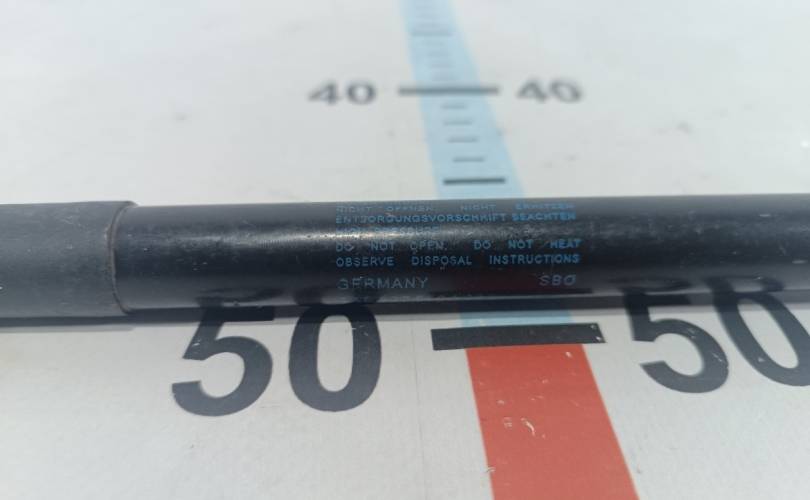 40 40
NICHT ÖFFNEN. NICHT ERHITZEN
ENTSORGUNGSVORSCHRIFT BEACHTEN
DO NOT OPEN. DO NOT HEAT
OBSERVE DISPOSAL INSTRUCTIONS
GERMANY SBO
50 50